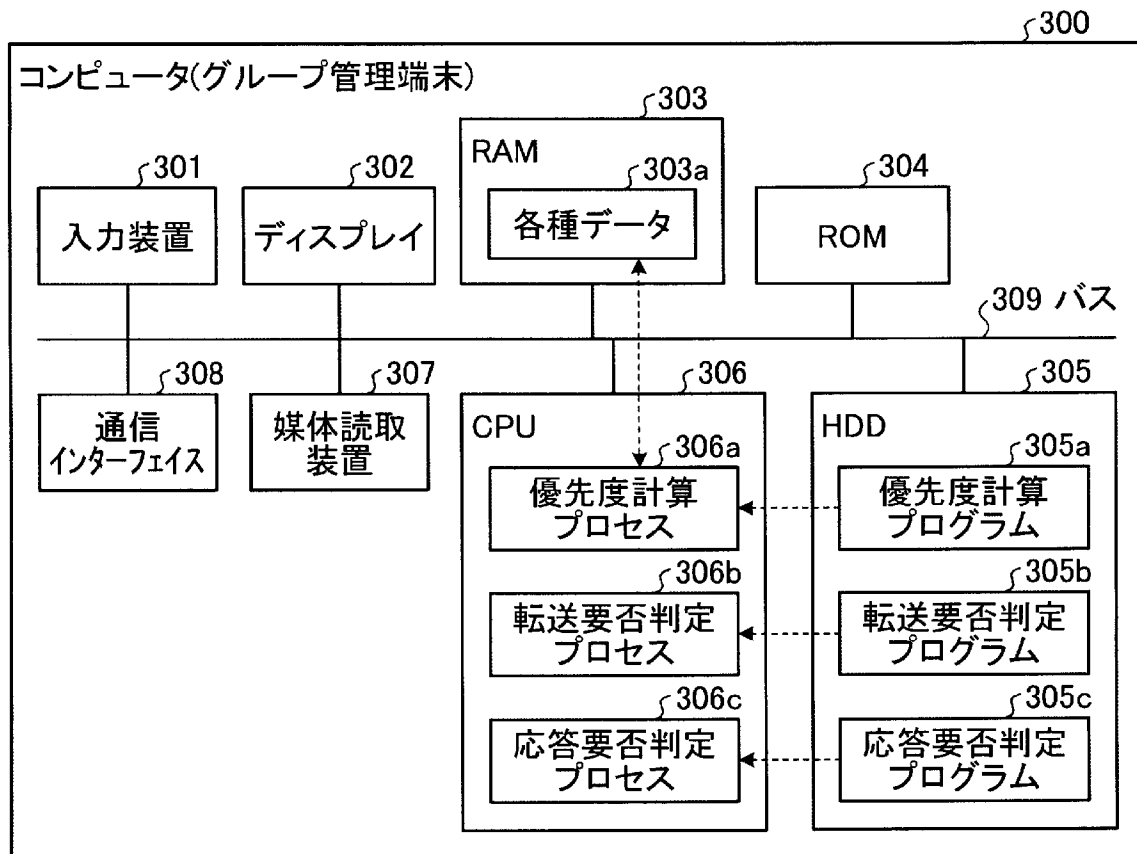 300
コンピュータ(グループ管理端末)
301
入力装置
302
ディスプレイ
303
RAM
303a
各種データ
304
ROM
309 バス
308
通信
インターフェイス
307
媒体読取
装置
306
CPU
306a
優先度計算
プロセス
306b
転送要否判定
プロセス
306c
応答要否判定
プロセス
305
HDD
305a
優先度計算
プログラム
305b
転送要否判定
プログラム
305c
応答要否判定
プログラム